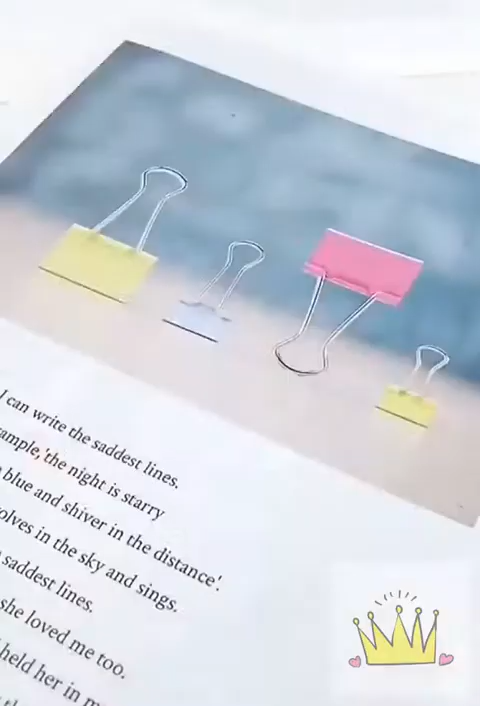 I can write the saddest lines.
ample,'the night is starry
blue and shiver in the distance'.
olves in the sky and sings.
saddest lines.
she loved me too.
held her in